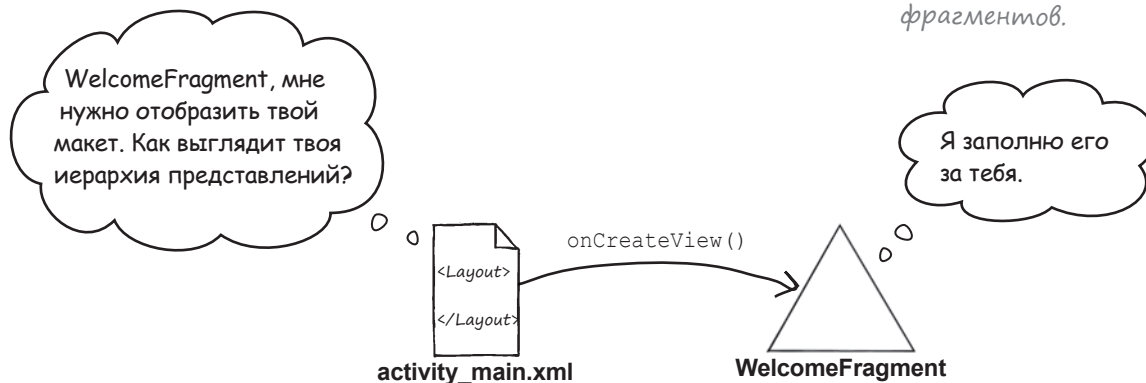 фрагментов.
WelcomeFragment, мне
нужно отобразить твой
макет. Как выглядит твоя
иерархия представлений?
Я заполню его
за тебя.
onCreateView()
<Layout>
</Layout>
activity_main.xml
WelcomeFragment